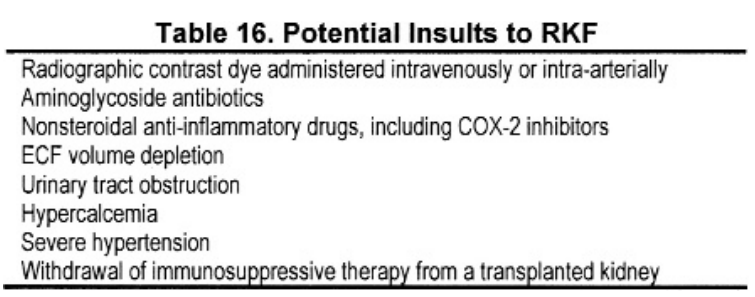 Table 16. Potential Insults to RKF
Radiographic contrast dye administered intravenously or intra-arterially
Aminoglycoside antibiotics
Nonsteroidal anti-inflammatory drugs, including COX-2 inhibitors
ECF volume depletion
Urinary tract obstruction
Hypercalcemia
Severe hypertension
Withdrawal of immunosuppressive therapy from a transplanted kidney